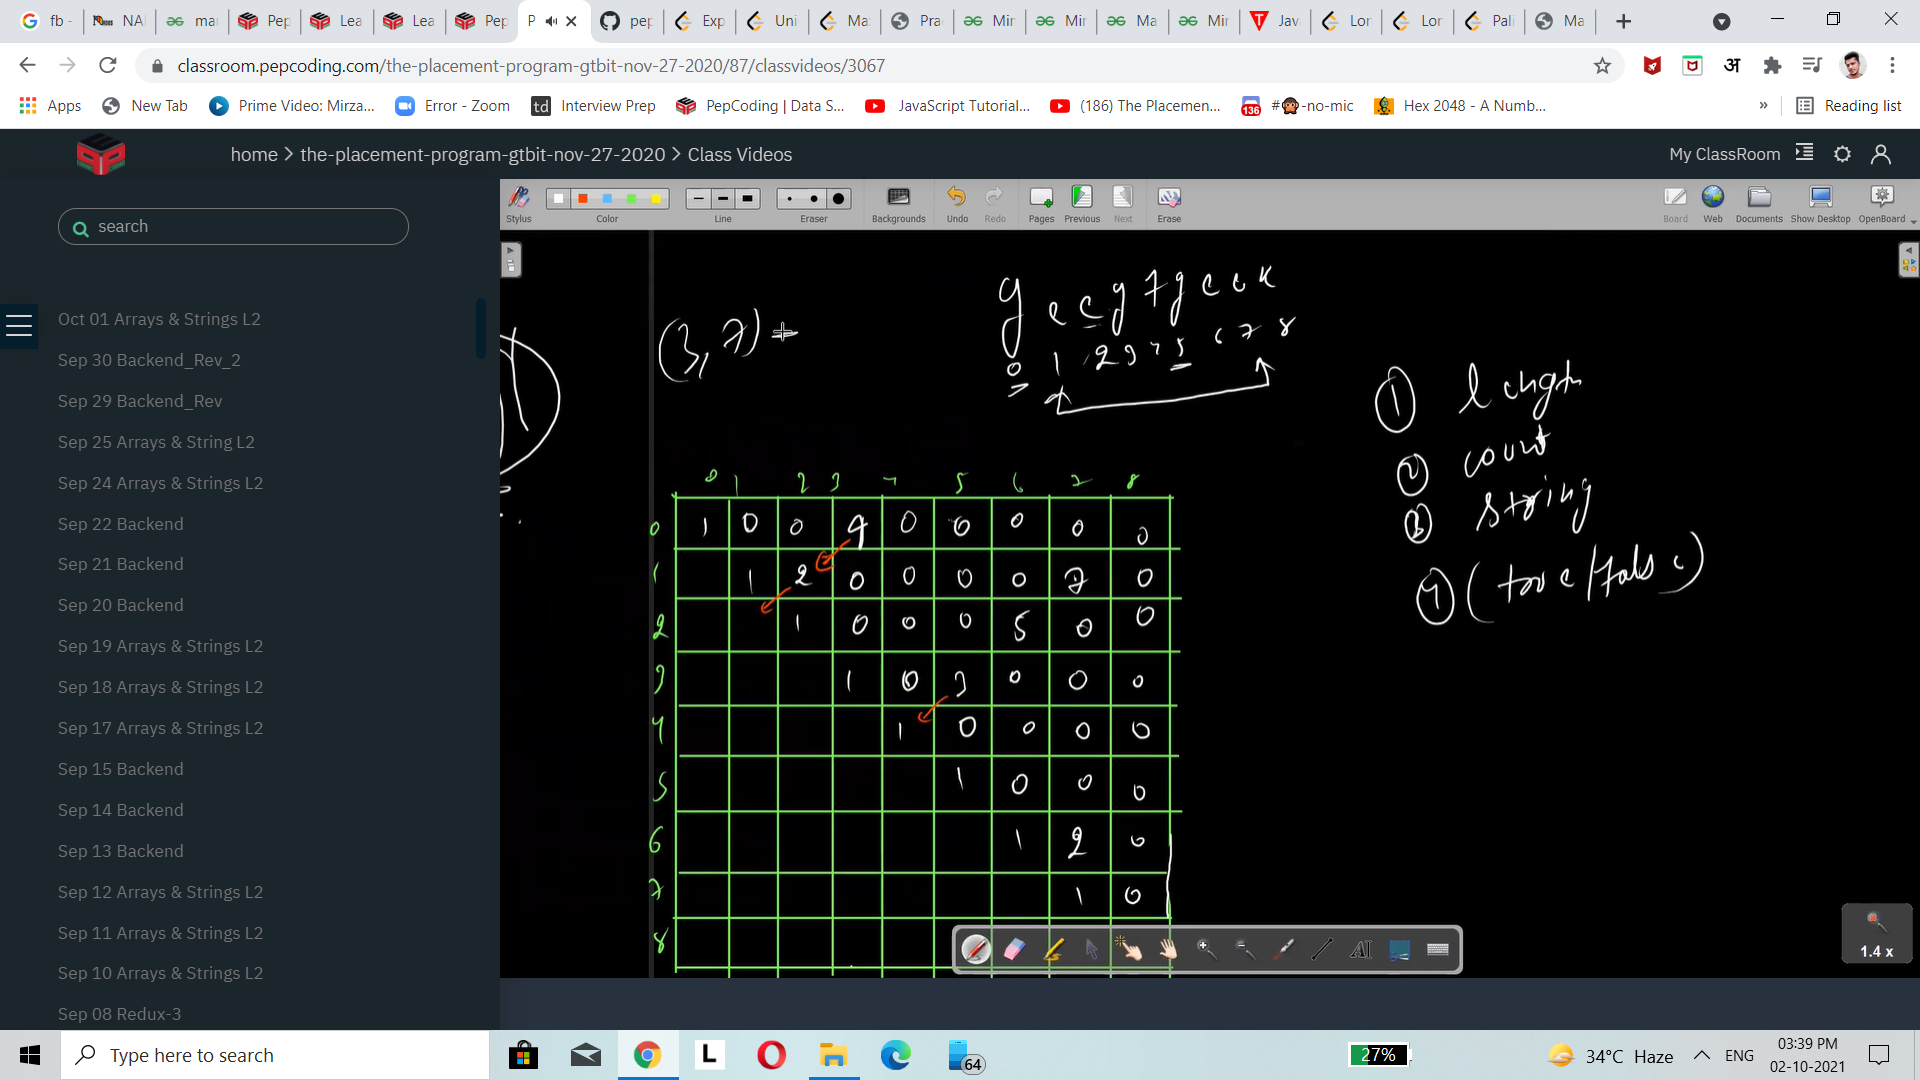 fb - NAI mai Pep Lea Lea Pep P pep Exp Uni Ma Prac Mir Mir Ma Mir Jav Lor Lor Pali Ma
classroom.pepcoding.com/the-placement-program-gtbit-nov-27-2020/87/classvideos/3067
Apps New Tab Prime Video: Mirza... Error - Zoom td Interview Prep PepCoding | Data S... JavaScript Tutorial... (186) The Placemen... 136 #🙊-no-mic Hex 2048 - A Numb... » Reading list
home > the-placement-program-gtbit-nov-27-2020 > Class Videos
My ClassRoom
search
Stylus Color Line Eraser Backgrounds Undo Redo Pages Previous Next Erase Board Web Documents Show Desktop OpenBoard
Oct 01 Arrays & Strings L2
Sep 30 Backend_Rev_2
Sep 29 Backend_Rev
Sep 25 Arrays & String L2
Sep 24 Arrays & Strings L2
Sep 22 Backend
Sep 21 Backend
Sep 20 Backend
Sep 19 Arrays & Strings L2
Sep 18 Arrays & Strings L2
Sep 17 Arrays & Strings L2
Sep 15 Backend
Sep 14 Backend
Sep 13 Backend
Sep 12 Arrays & Strings L2
Sep 11 Arrays & Strings L2
Sep 10 Arrays & Strings L2
Sep 08 Redux-3
g e e g f g e e k
0 1 2 3 4 5 6 7 8
(3, 7) =
① length
② count
③ string
④ (true/false)
0 1 2 3 4 5 6 7 8
0 1 0 0 4 0 0 0 0 0
1 1 2 0 0 0 0 7 0
2 1 0 0 0 5 0 0
3 1 0 3 0 0 0
4 1 0 0 0 0
5 1 0 0 0
6 1 2 0
7 1 0
8
1.4 x
Type here to search
L
64
27%
34°C Haze
ENG
03:39 PM
02-10-2021